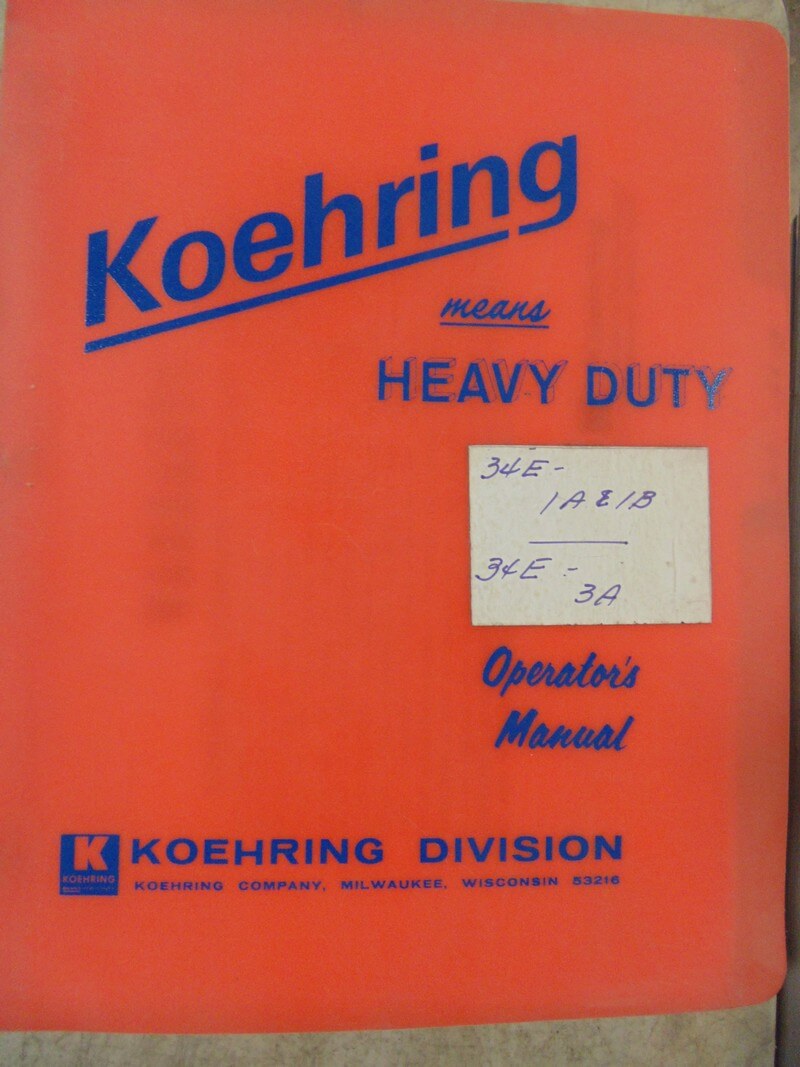 Koehring
means
HEAVY DUTY
34E-
1A & 1B
34E -
3A
Operator's
Manual
K
KOEHRING
KOEHRING DIVISION
KOEHRING COMPANY, MILWAUKEE, WISCONSIN 53216